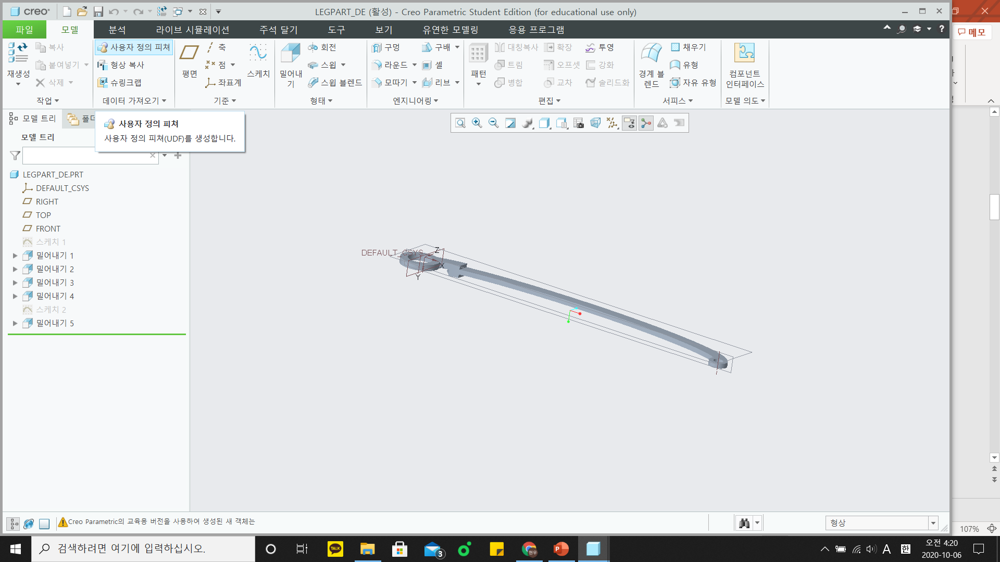 creo
LEGPART_DE (활성) - Creo Parametric Student Edition (for educational use only)
파일
모델
분석
라이브 시뮬레이션
주석 달기
도구
보기
유연한 모델링
응용 프로그램
메모
재생성
복사
붙여넣기
삭제
작업
사용자 정의 피쳐
형상 복사
슈링크랩
데이터 가져오기
평면
축
점
좌표계
스케치
기준
밀어내
기
회전
스윕
스윕 블렌드
형태
구멍
라운드
모따기
구배
셸
리브
엔지니어링
패턴
대칭복사
트림
병합
확장
오프셋
교차
투영
강화
솔리드화
편집
경계 블
렌드
채우기
유형
자유 유형
서피스
컴포넌트
인터페이스
모델 의도
모델 트리
폴더
사용자 정의 피쳐
사용자 정의 피쳐(UDF)를 생성합니다.
모델 트리
LEGPART_DE.PRT
DEFAULT_CSYS
RIGHT
TOP
FRONT
스케치 1
밀어내기 1
밀어내기 2
밀어내기 3
밀어내기 4
스케치 2
밀어내기 5
DEFAULT_CSYS
Z
X
Y
Creo Parametric의 교육용 버전을 사용하여 생성된 새 객체는
형상
107%
검색하려면 여기에 입력하십시오.
TALK
3
현우
P
A
한
오전 4:20
2020-10-06